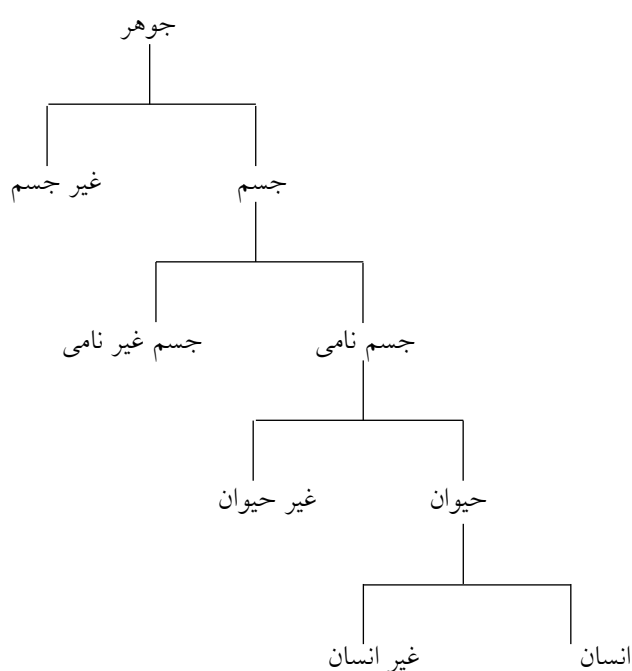 جوهر
جسم غیر جسم
جسم نامی جسم غیر نامی
حیوان غیر حیوان
انسان غیر انسان